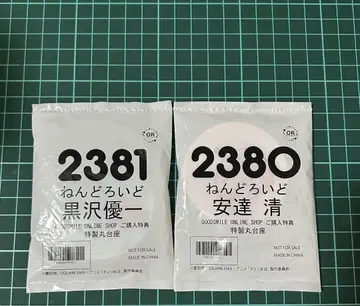 OR
2381
ねんどろいど
黒沢優一
GOODSMILE ONLINE SHOP ご購入特典
特製丸台座
NOT FOR SALE
MADE IN CHINA
OR
2380
ねんどろいど
安達 清
GOODSMILE ONLINE SHOP ご購入特典
特製丸台座
NOT FOR SALE
MADE IN CHINA